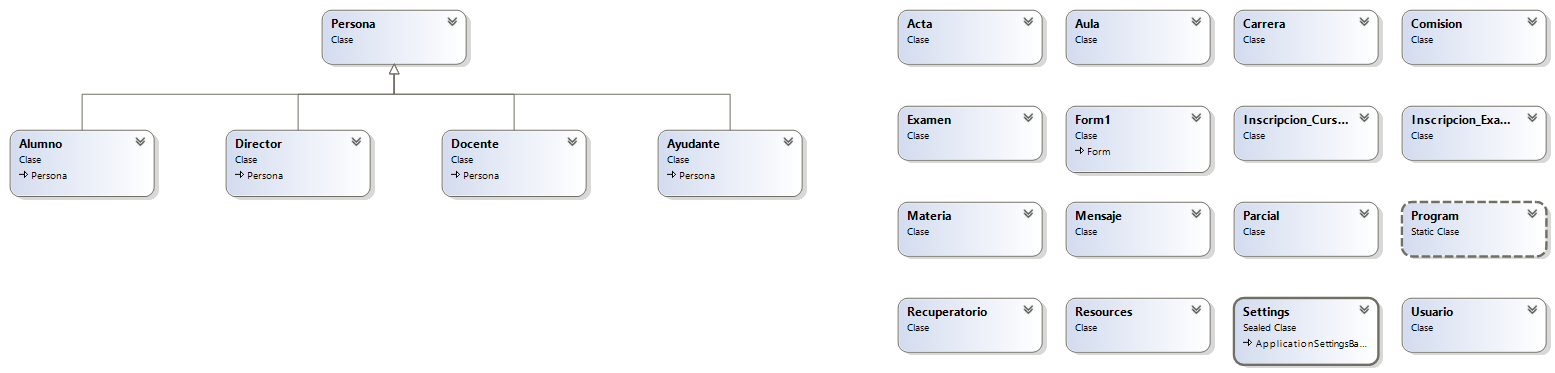 Persona
Clase
Alumno
Clase
Persona
Director
Clase
Persona
Docente
Clase
Persona
Ayudante
Clase
Persona
Acta
Clase
Aula
Clase
Carrera
Clase
Comision
Clase
Examen
Clase
Form1
Clase
Form
Inscripcion_Curs...
Clase
Inscripcion_Exa...
Clase
Materia
Clase
Mensaje
Clase
Parcial
Clase
Program
Static Clase
Recuperatorio
Clase
Resources
Clase
Settings
Sealed Clase
ApplicationSettingsBa...
Usuario
Clase